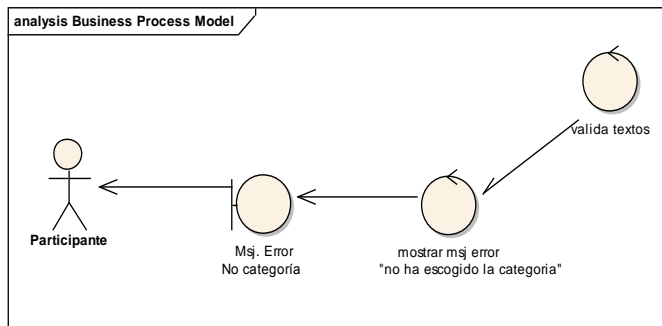 analysis Business Process Model
valida textos
Participante
Msj. Error
No categoría
mostrar msj error
"no ha escogido la categoria"